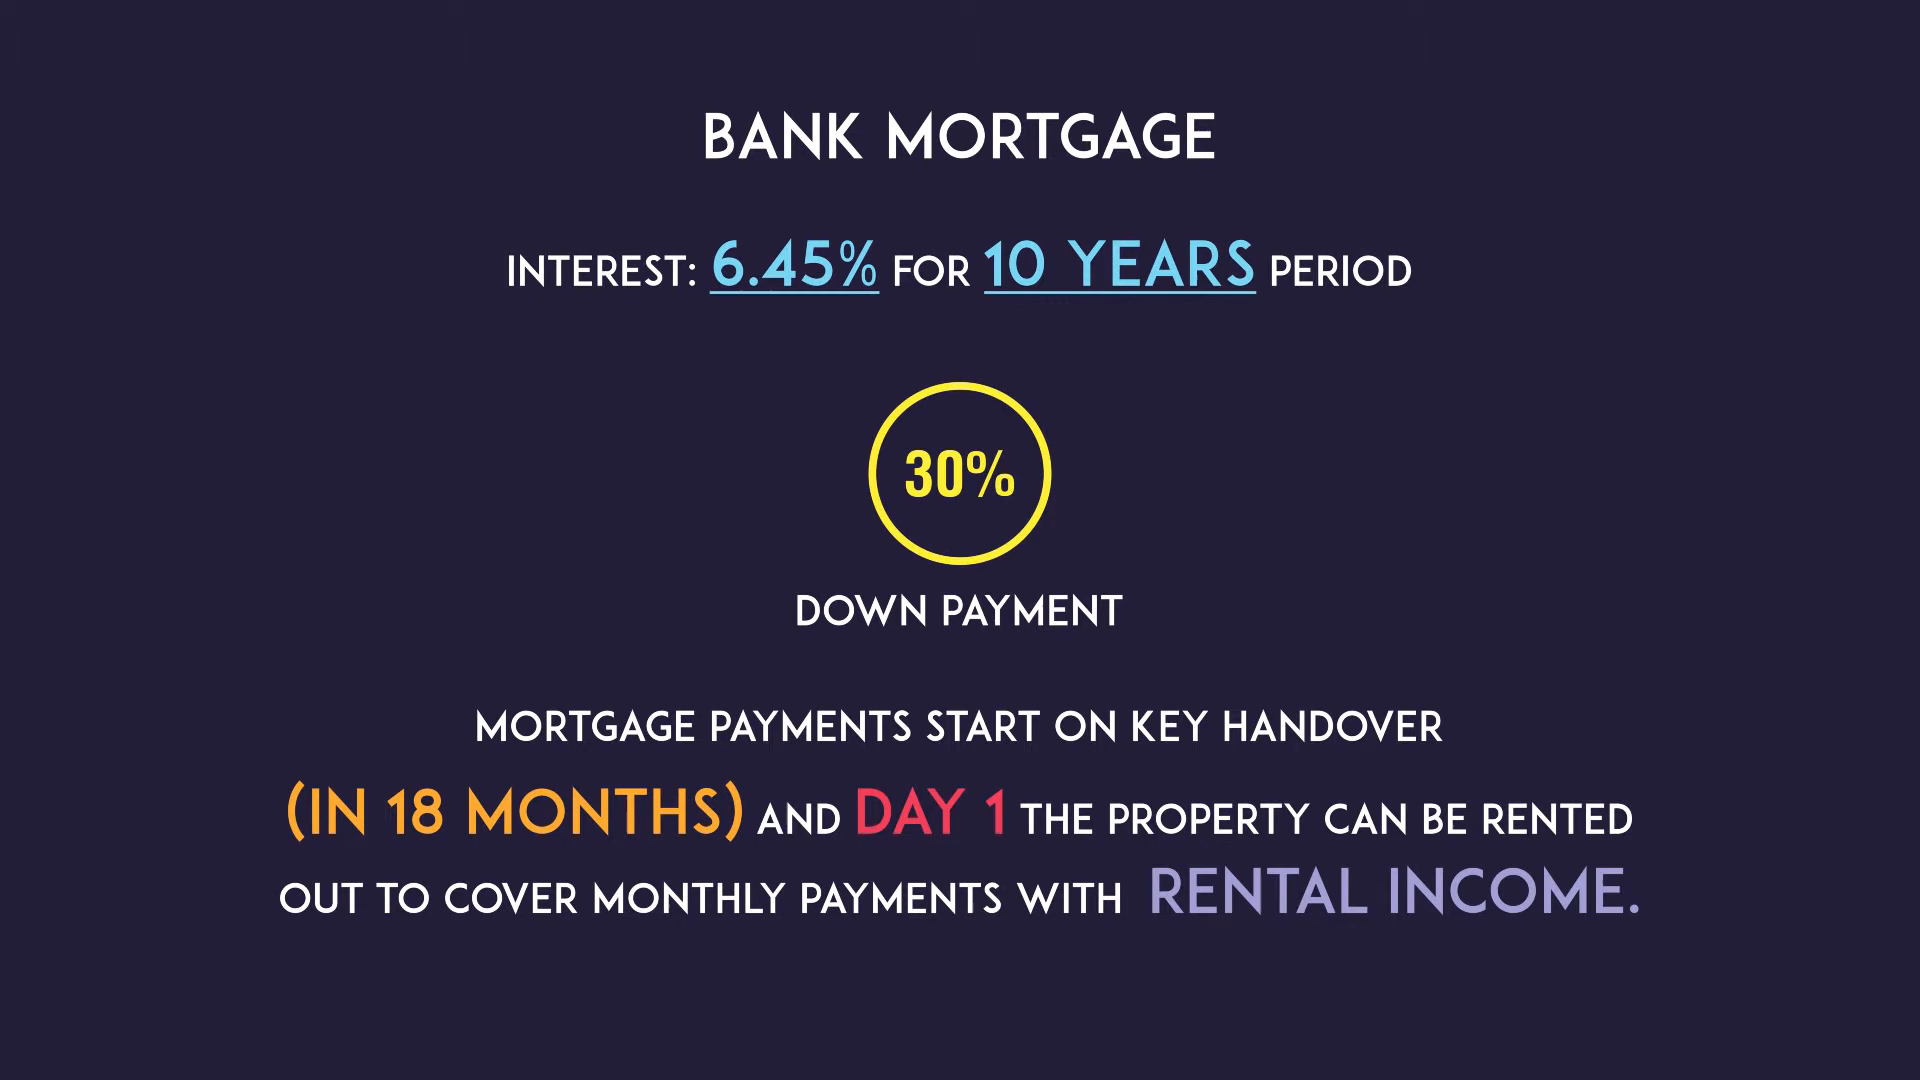 BANK MORTGAGE
INTEREST: 6.45% FOR 10 YEARS PERIOD
30%
DOWN PAYMENT
MORTGAGE PAYMENTS START ON KEY HANDOVER
(IN 18 MONTHS) AND DAY 1 THE PROPERTY CAN BE RENTED
OUT TO COVER MONTHLY PAYMENTS WITH RENTAL INCOME.